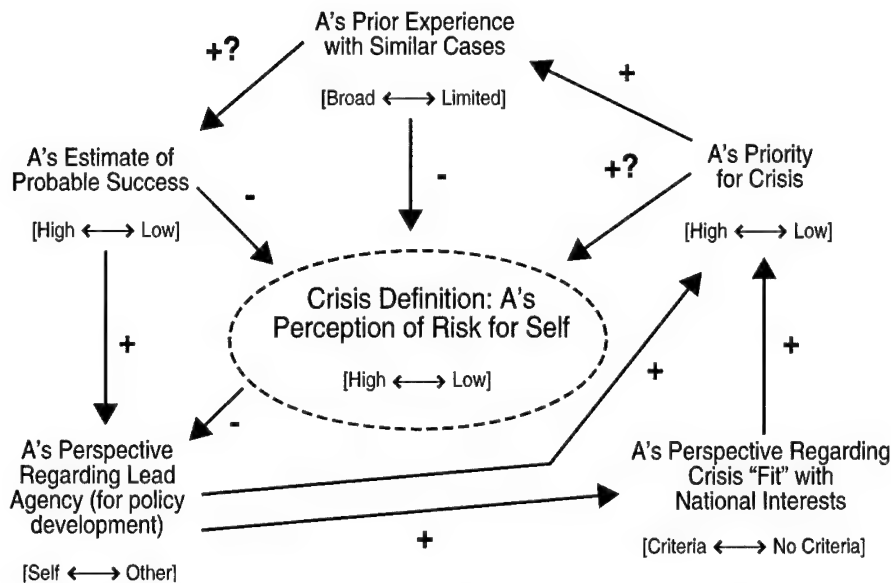 A's Prior Experience
with Similar Cases
[Broad ⟷ Limited]
+?
+
A's Estimate of
Probable Success
[High ⟷ Low]
-
-
+?
A's Priority
for Crisis
[High ⟷ Low]
Crisis Definition: A's
Perception of Risk for Self
[High ⟷ Low]
+
+
+
-
A's Perspective
Regarding Lead
Agency (for policy
development)
[Self ⟷ Other]
A's Perspective Regarding
Crisis "Fit" with
National Interests
[Criteria ⟷ No Criteria]
+